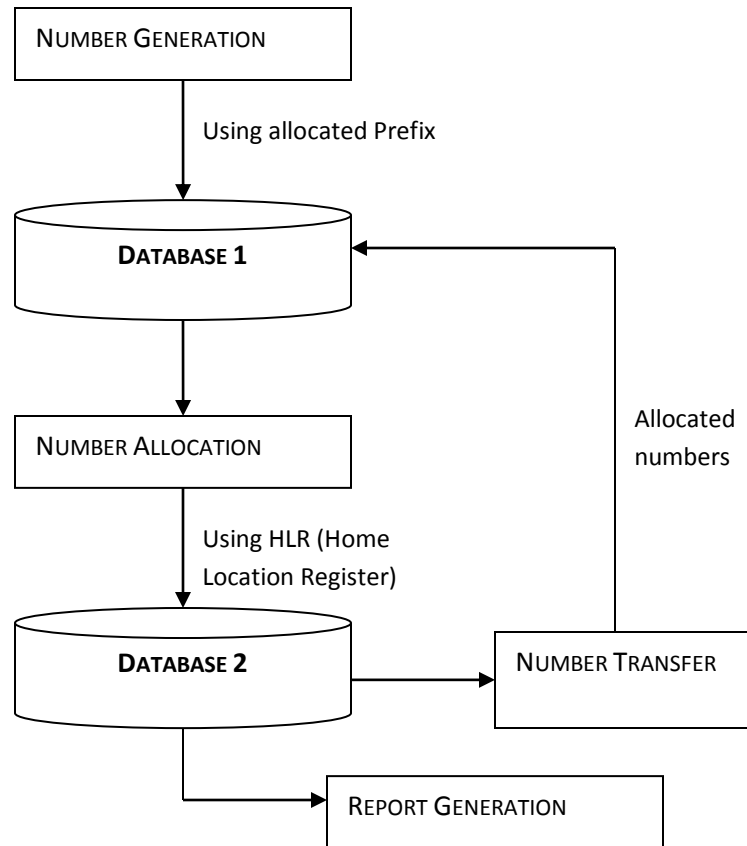 NUMBER GENERATION
Using allocated Prefix
DATABASE 1
NUMBER ALLOCATION
Allocated
numbers
Using HLR (Home
Location Register)
DATABASE 2
NUMBER TRANSFER
REPORT GENERATION